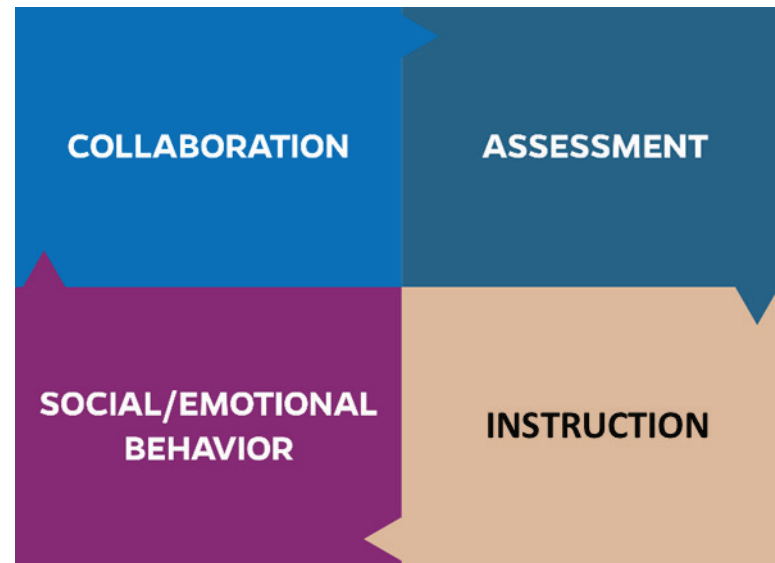 COLLABORATION
ASSESSMENT
SOCIAL/EMOTIONAL
BEHAVIOR
INSTRUCTION